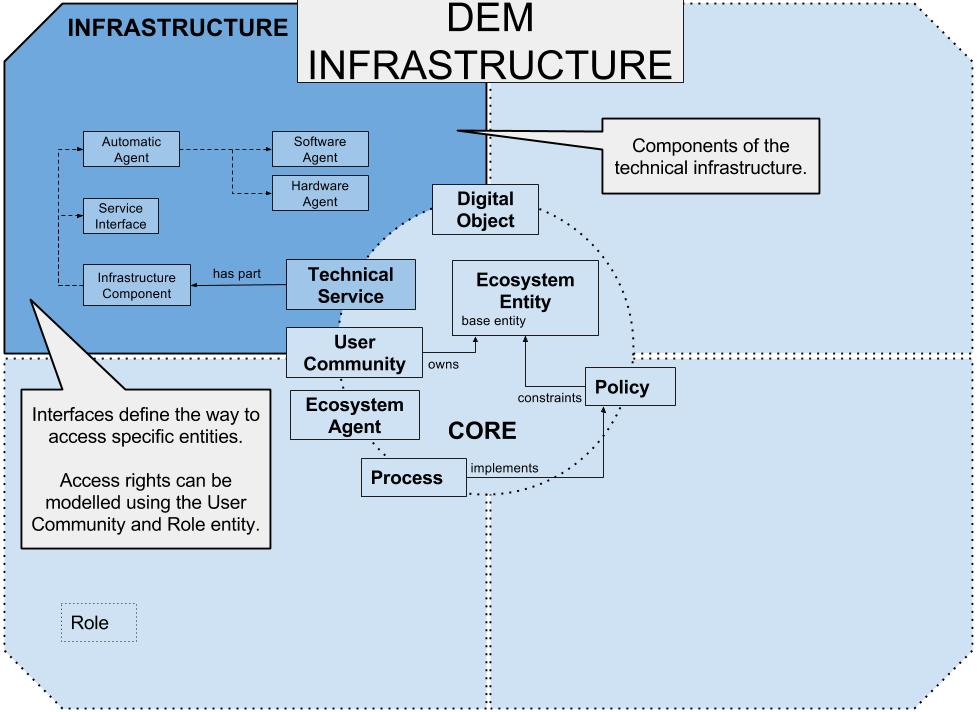 DEM
INFRASTRUCTURE
INFRASTRUCTURE
Automatic
Agent
Software
Agent
Hardware
Agent
Service
Interface
Infrastructure
Component
has part
Technical
Service
Components of the
technical infrastructure.
Digital
Object
Ecosystem
Entity
base entity
User
Community
owns
Ecosystem
Agent
Policy
constraints
CORE
Process
implements
Interfaces define the way to
access specific entities.
Access rights can be
modelled using the User
Community and Role entity.
Role